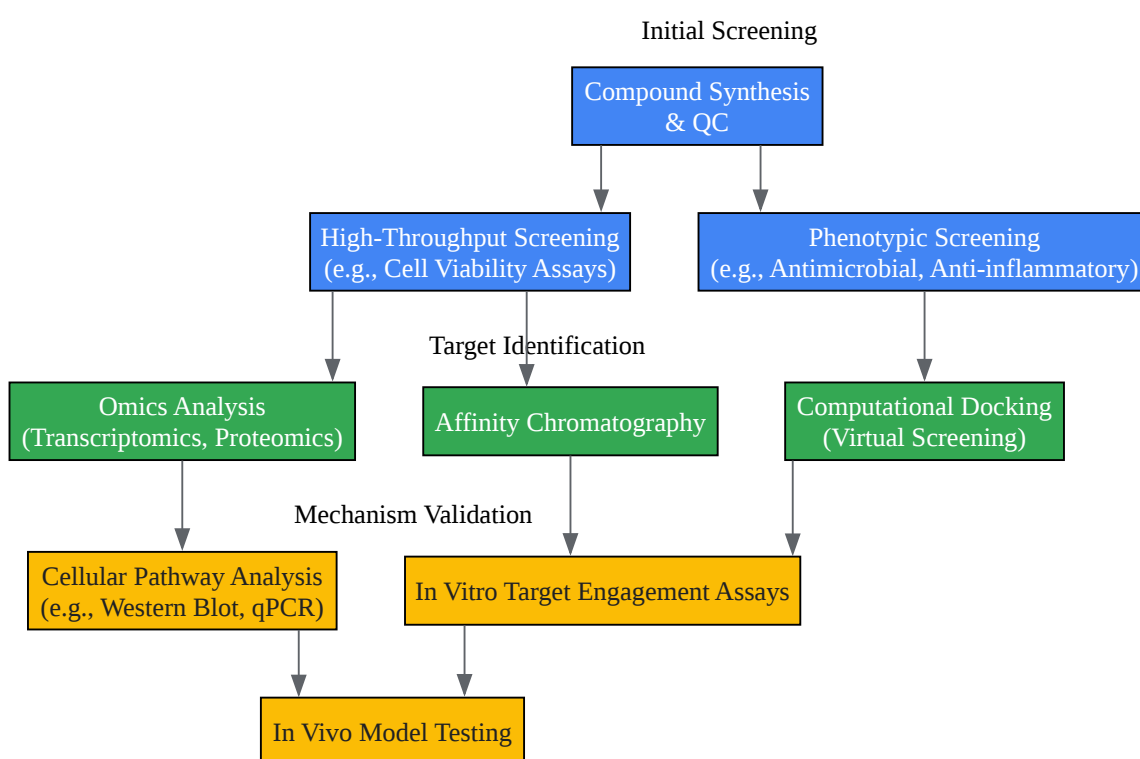 Initial Screening
Compound Synthesis
& QC
High-Throughput Screening
(e.g., Cell Viability Assays)
Phenotypic Screening
(e.g., Antimicrobial, Anti-inflammatory)
Target Identification
Omics Analysis
(Transcriptomics, Proteomics)
Affinity Chromatography
Computational Docking
(Virtual Screening)
Mechanism Validation
Cellular Pathway Analysis
(e.g., Western Blot, qPCR)
In Vitro Target Engagement Assays
In Vivo Model Testing